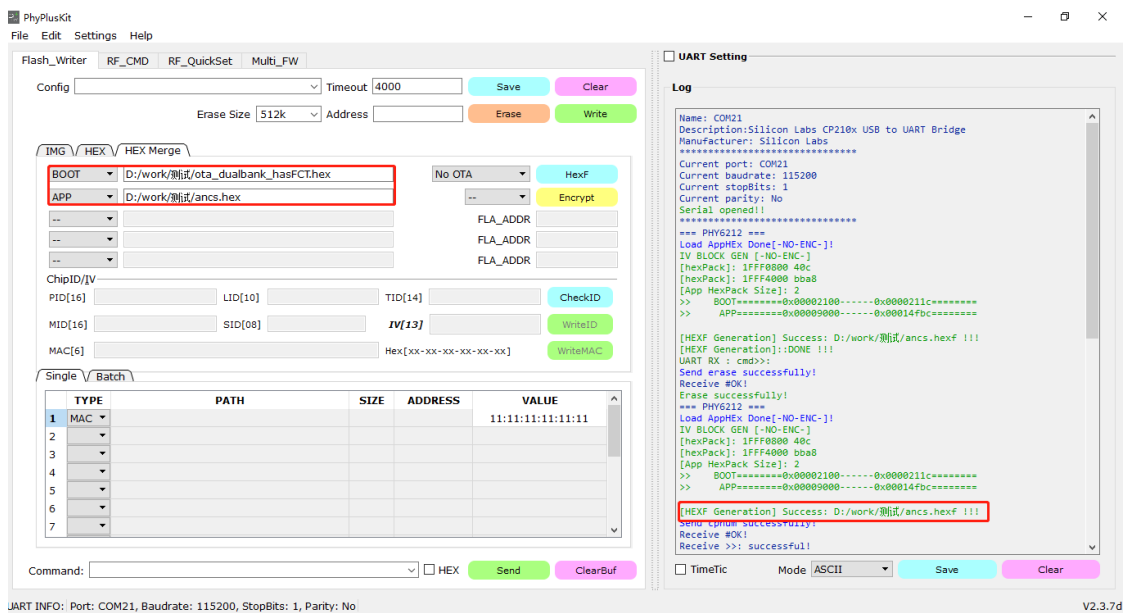 PhyPlusKit
File Edit Settings Help
Flash_Writer RF_CMD RF_QuickSet Multi_FW
Config Timeout 4000 Save Clear
Erase Size 512k Address Erase Write
IMG HEX HEX Merge
BOOT D:/work/测试/ota_dualbank_hasFCT.hex No OTA HexF
APP D:/work/测试/ancs.hex -- Encrypt
-- FLA_ADDR
-- FLA_ADDR
-- FLA_ADDR
ChipID/IV
PID[16] LID[10] TID[14] CheckID
MID[16] SID[08] IV[13] WriteID
MAC[6] Hex[xx-xx-xx-xx-xx-xx] WriteMAC
Single Batch
TYPE PATH SIZE ADDRESS VALUE
1 MAC 11:11:11:11:11:11
2
3
4
5
6
7
Command: HEX Send ClearBuf
UART Setting
Log
Name: COM21
Description:Silicon Labs CP210x USB to UART Bridge
Manufacturer: Silicon Labs
******************************
Current port: COM21
Current baudrate: 115200
Current stopBits: 1
Current parity: No
Serial opened!!
******************************
=== PHY6212 ===
Load AppHEx Done[-NO-ENC-]!
IV BLOCK GEN [-NO-ENC-]
[hexPack]: 1FFF0800 40c
[hexPack]: 1FFF4000 bba8
[App HexPack Size]: 2
>> BOOT========0x00002100------0x0000211c========
>> APP========0x00009000------0x00014fbc========
[HEXF Generation] Success: D:/work/测试/ancs.hexf !!!
[HEXF Generation]::DONE !!!
UART RX : cmd>>:
Send erase successfully!
Receive #OK!
Erase successfully!
=== PHY6212 ===
Load AppHEx Done[-NO-ENC-]!
IV BLOCK GEN [-NO-ENC-]
[hexPack]: 1FFF0800 40c
[hexPack]: 1FFF4000 bba8
[App HexPack Size]: 2
>> BOOT========0x00002100------0x0000211c========
>> APP========0x00009000------0x00014fbc========
[HEXF Generation] Success: D:/work/测试/ancs.hexf !!!
Send cpnum successfully!
Receive #OK!
Receive >>: successful!
TimeTic Mode ASCII Save Clear
UART INFO: Port: COM21, Baudrate: 115200, StopBits: 1, Parity: No V2.3.7d